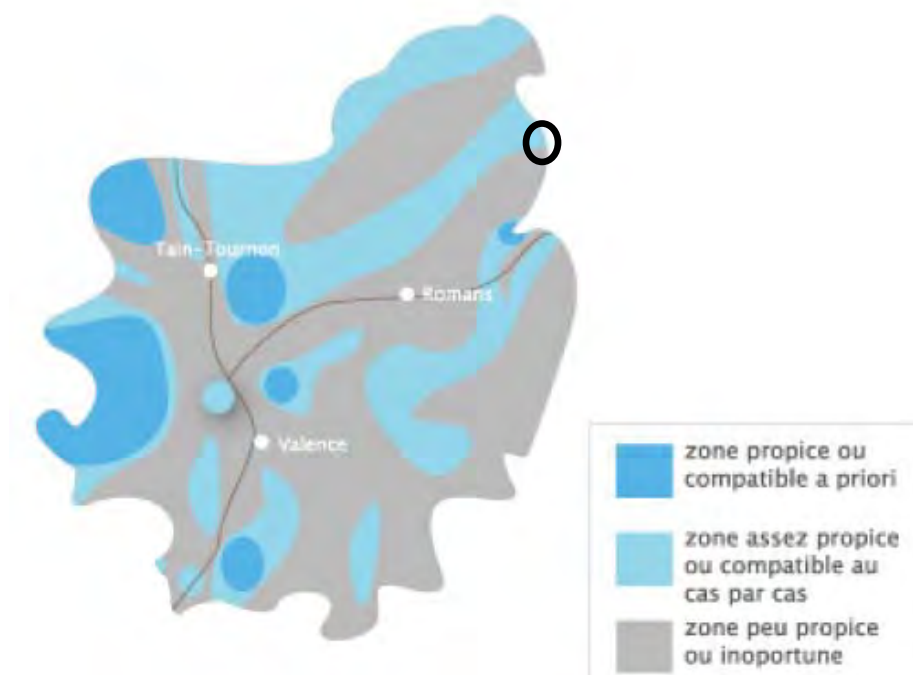 Tain-Tournon
Romans
Valence
zone propice ou
compatible a priori
zone assez propice
ou compatible au
cas par cas
zone peu propice
ou inoportune